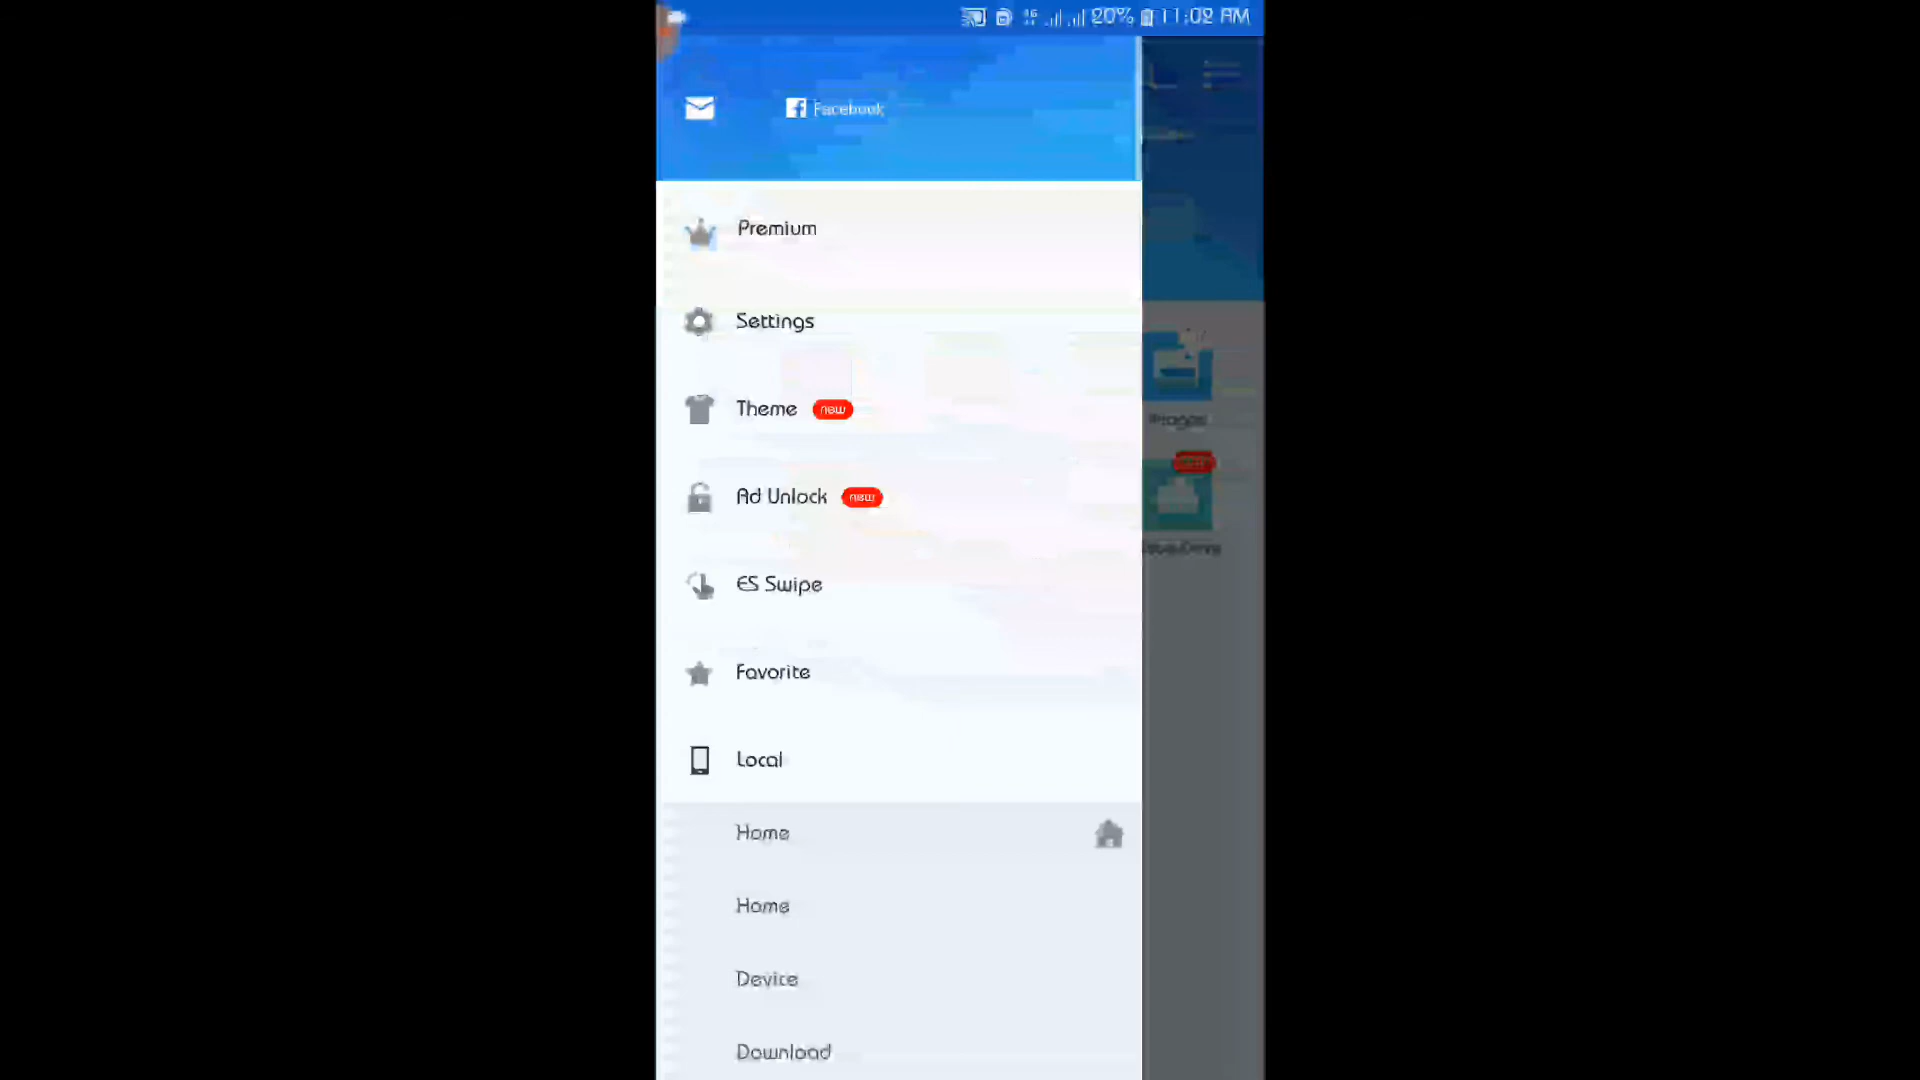 20% 11:02 AM
Facebook
Premium
Settings
Theme new
Ad Unlock new
ES Swipe
Favorite
Local
Home
Home
Device
Download